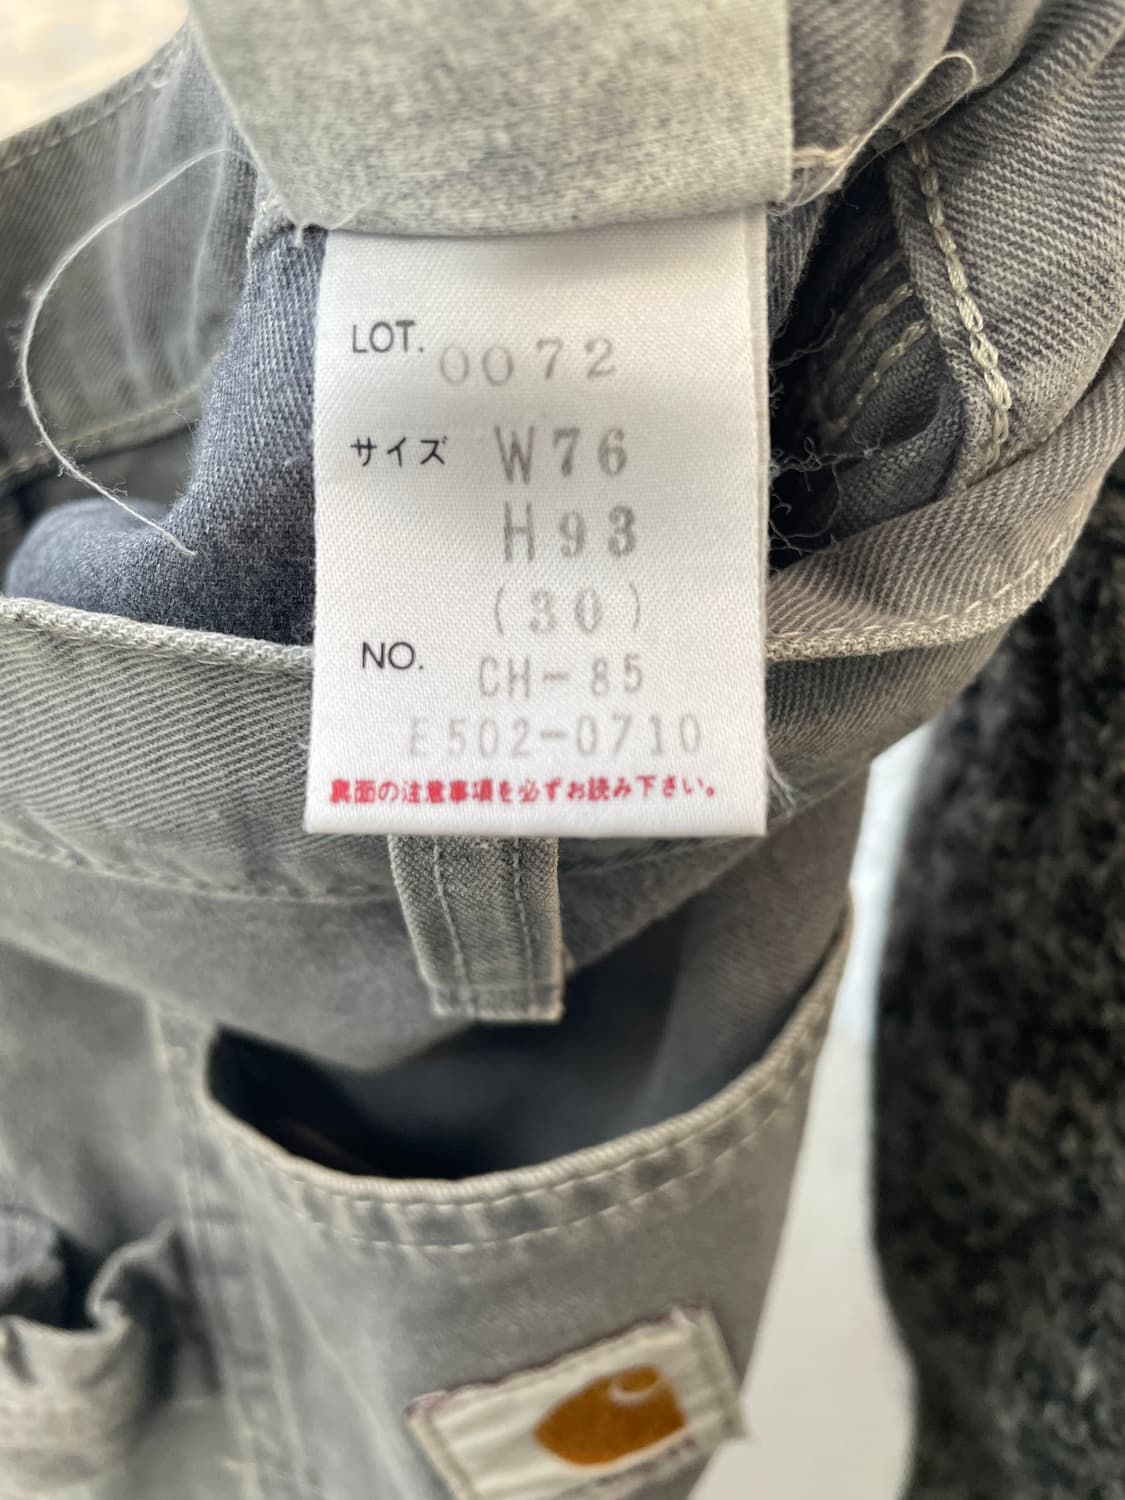 LOT. 0072
サイズ W76
H93
(30)
NO. CH-85
E502-0710
裏面の注意事項を必ずお読み下さい。